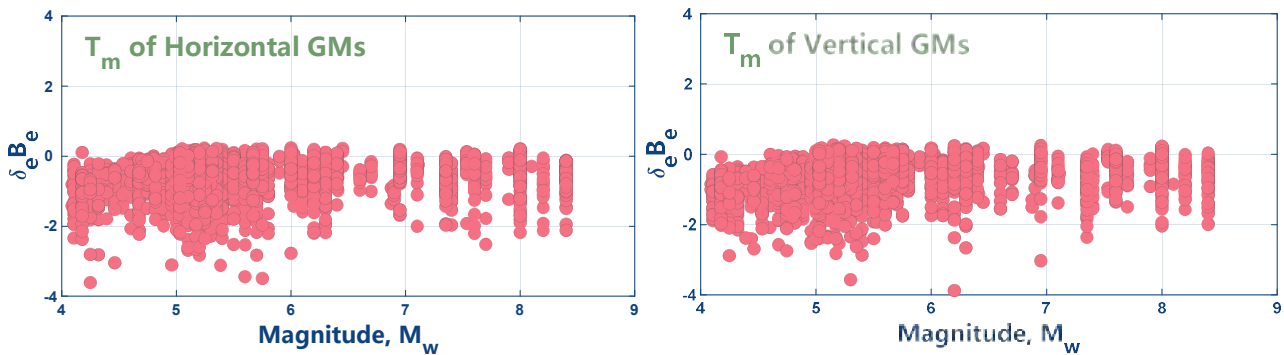 4
2
0
-2
-4
δeBe
Tm of Horizontal GMs
4 5 6 7 8 9
Magnitude, Mw
4
2
0
-2
-4
δeBe
Tm of Vertical GMs
4 5 6 7 8 9
Magnitude, Mw